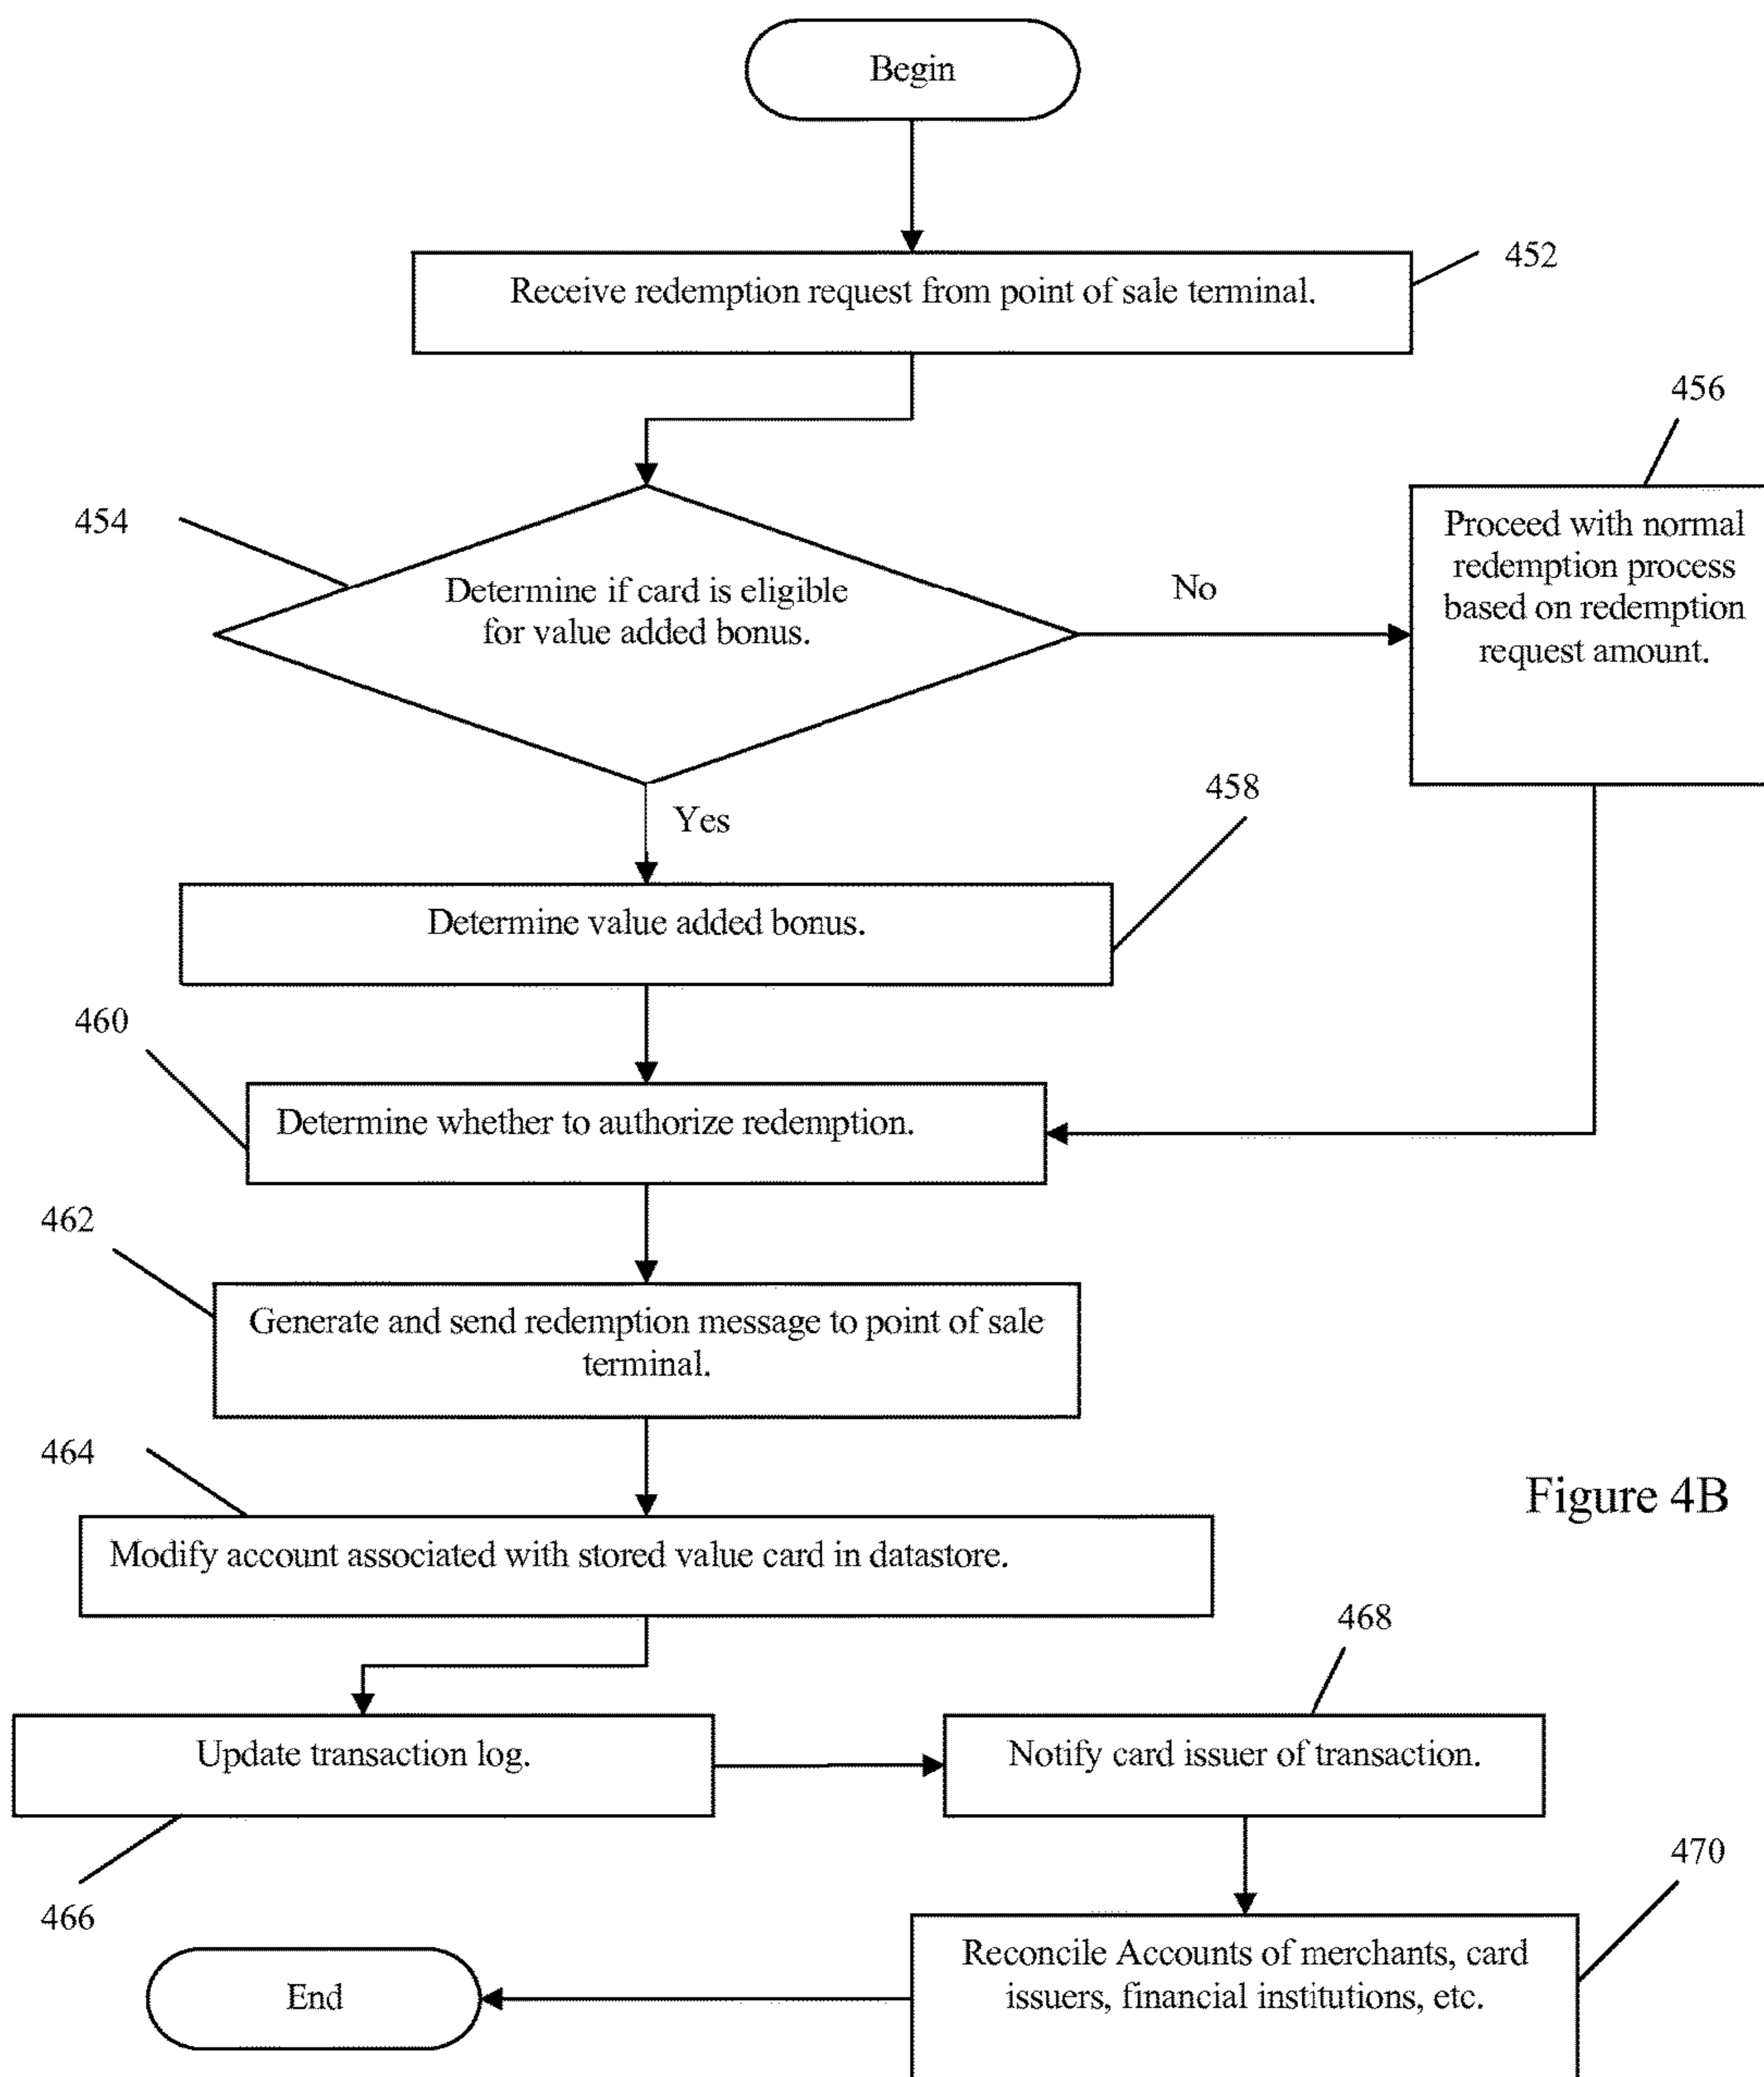 Begin
452
Receive redemption request from point of sale terminal.
456
454
Proceed with normal
redemption process
based on redemption
request amount.
Determine if card is eligible
for value added bonus.
No
Yes
458
Determine value added bonus.
460
Determine whether to authorize redemption.
462
Generate and send redemption message to point of sale
terminal.
464
Modify account associated with stored value card in datastore.
Figure 4B
468
Update transaction log.
Notify card issuer of transaction.
466
470
Reconcile Accounts of merchants, card
issuers, financial institutions, etc.
End